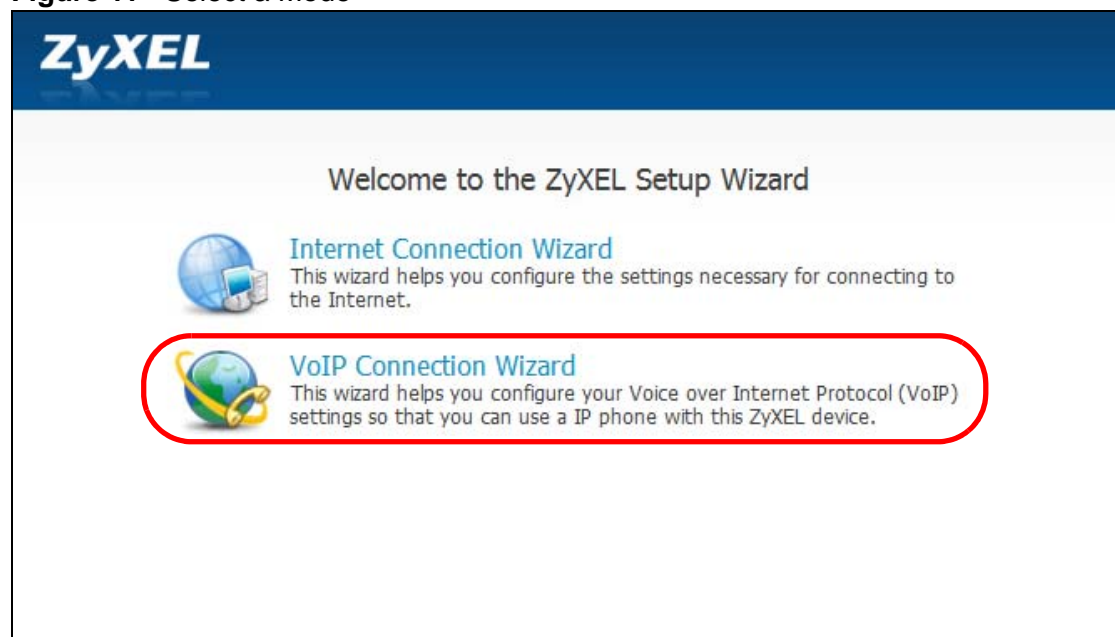 Select a Mode
ZyXEL
Welcome to the ZyXEL Setup Wizard
Internet Connection Wizard
This wizard helps you configure the settings necessary for connecting to
the Internet.
VoIP Connection Wizard
This wizard helps you configure your Voice over Internet Protocol (VoIP)
settings so that you can use a IP phone with this ZyXEL device.